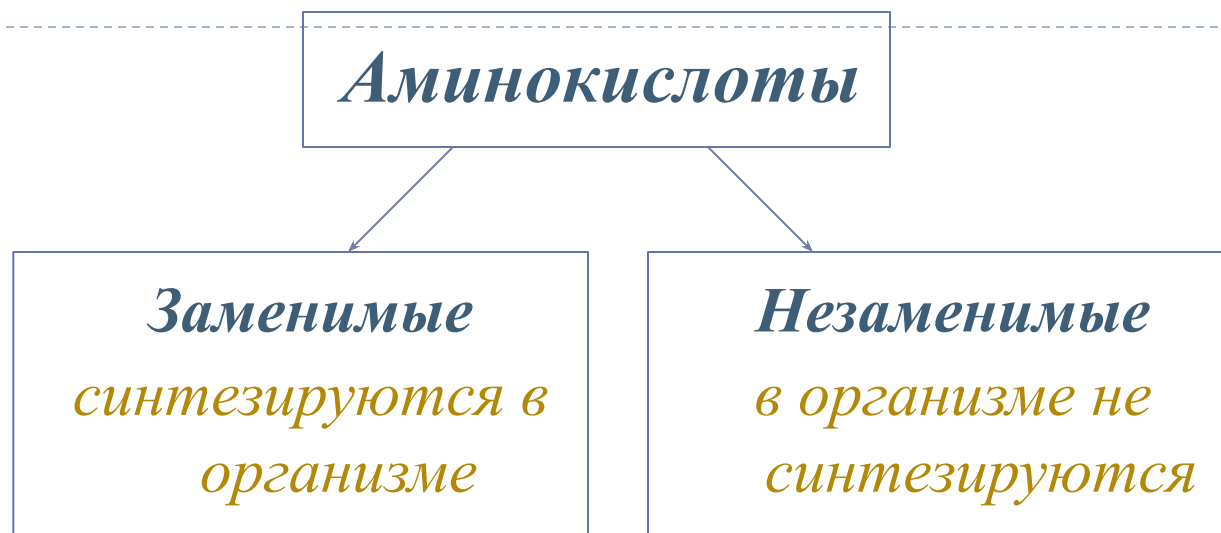 Аминокислоты
Заменимые
синтезируются в
организме
Незаменимые
в организме не
синтезируются